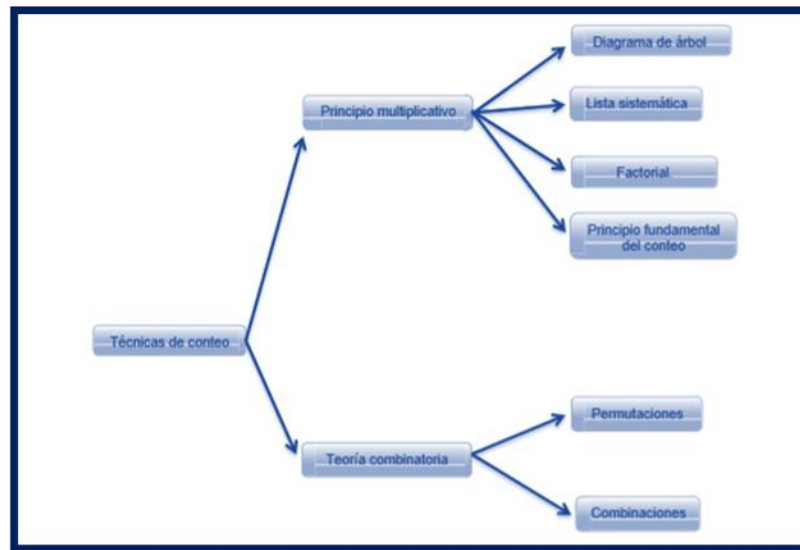 Diagrama de árbol
Principio multiplicativo
Lista sistemática
Factorial
Principio fundamental
del conteo
Técnicas de conteo
Permutaciones
Teoría combinatoria
Combinaciones